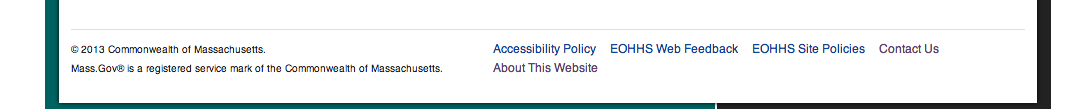 © 2013 Commonwealth of Massachusetts.
Mass.Gov® is a registered service mark of the Commonwealth of Massachusetts.
Accessibility Policy EOHHS Web Feedback EOHHS Site Policies Contact Us
About This Website